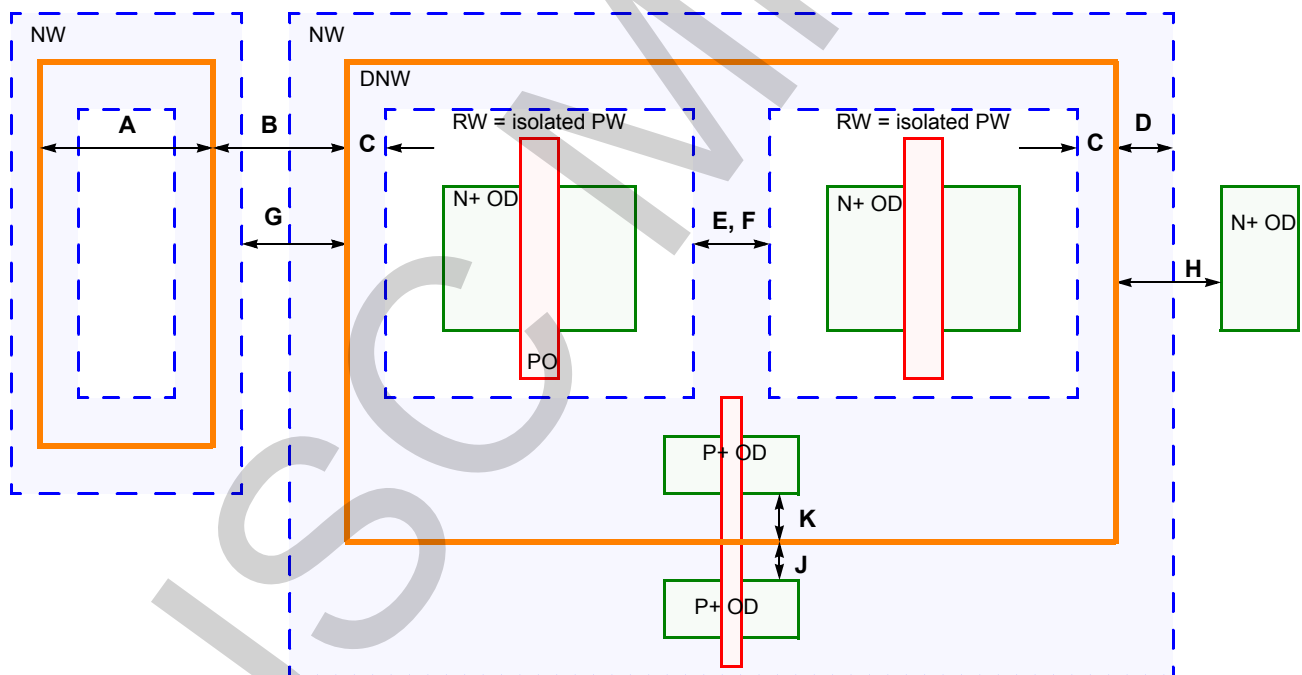 NW
NW
DNW
A
B
C
RW = isolated PW
RW = isolated PW
C
D
N+ OD
N+ OD
N+ OD
G
E, F
H
PO
P+ OD
K
J
P+ OD